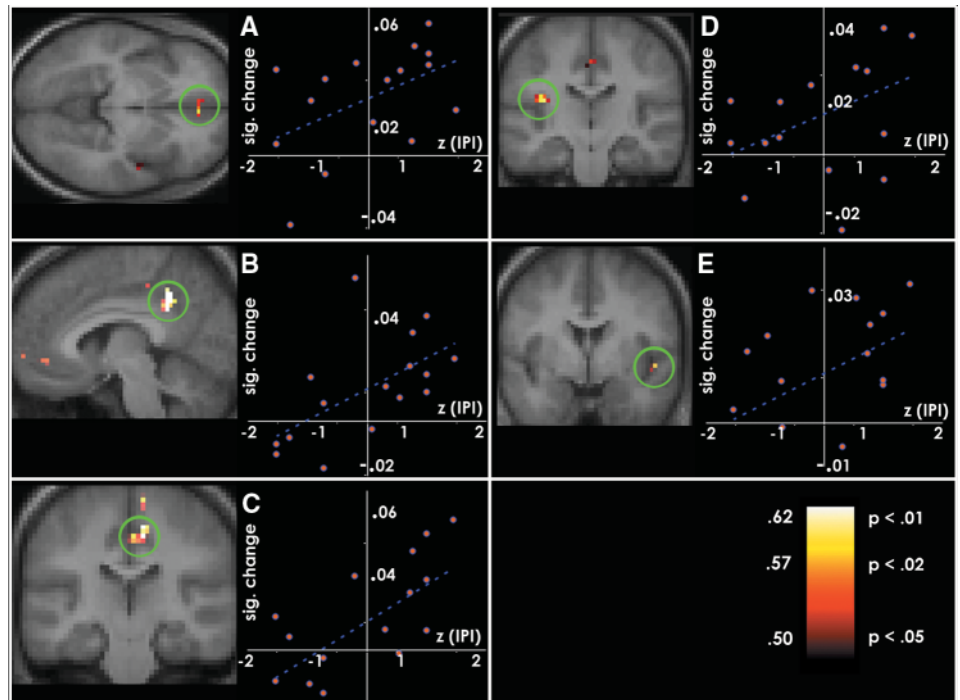 A
sig. change
.06
.02
z (IPI)
-2 -1 1 2
-.04
D
sig. change
.04
.02
z (IPI)
-2 -1 1 2
-.02
B
sig. change
.04
z (IPI)
-2 -1 1 2
-.02
E
sig. change
.03
z (IPI)
-2 -1 1 2
-.01
C
sig. change
.06
.04
z (IPI)
-2 -1 0 1 2
.62 p < .01
.57 p < .02
.50 p < .05